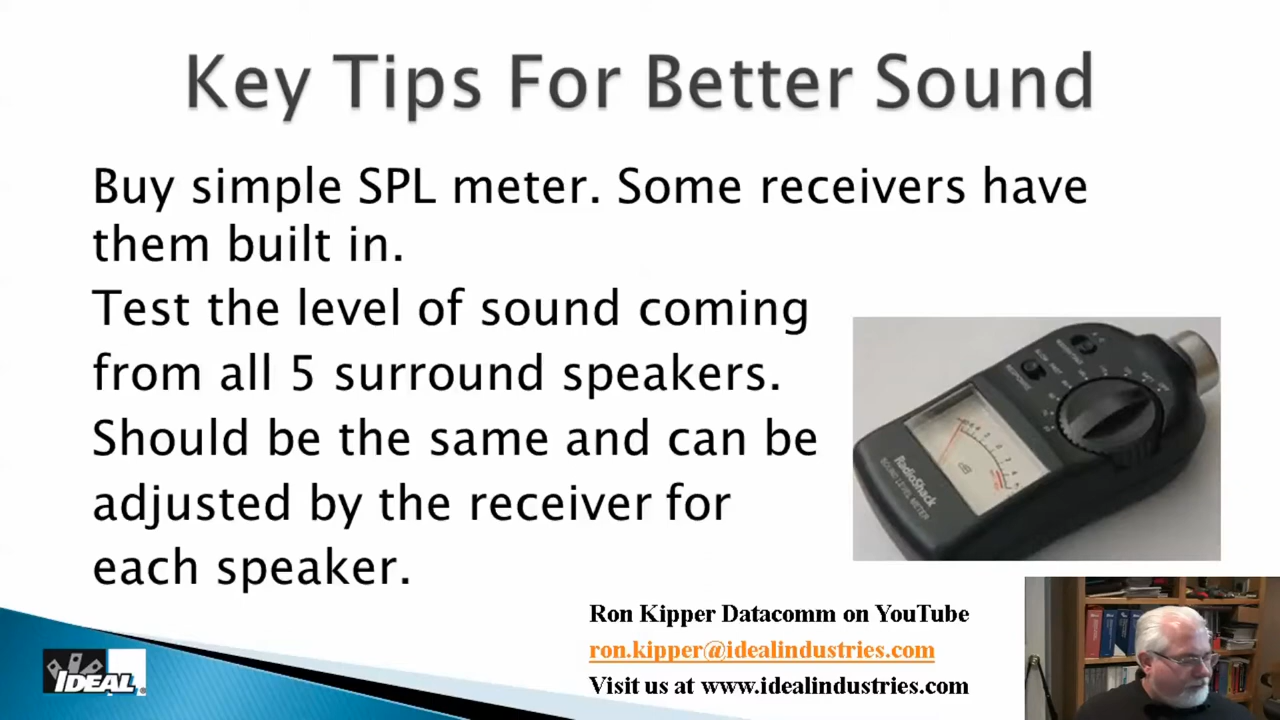 Key Tips For Better Sound
Buy simple SPL meter. Some receivers have
them built in.
Test the level of sound coming
from all 5 surround speakers.
Should be the same and can be
adjusted by the receiver for
each speaker.
RadioShack
SOUND LEVEL METER
Ron Kipper Datacomm on YouTube
ron.kipper@idealindustries.com
Visit us at www.idealindustries.com
IDEAL